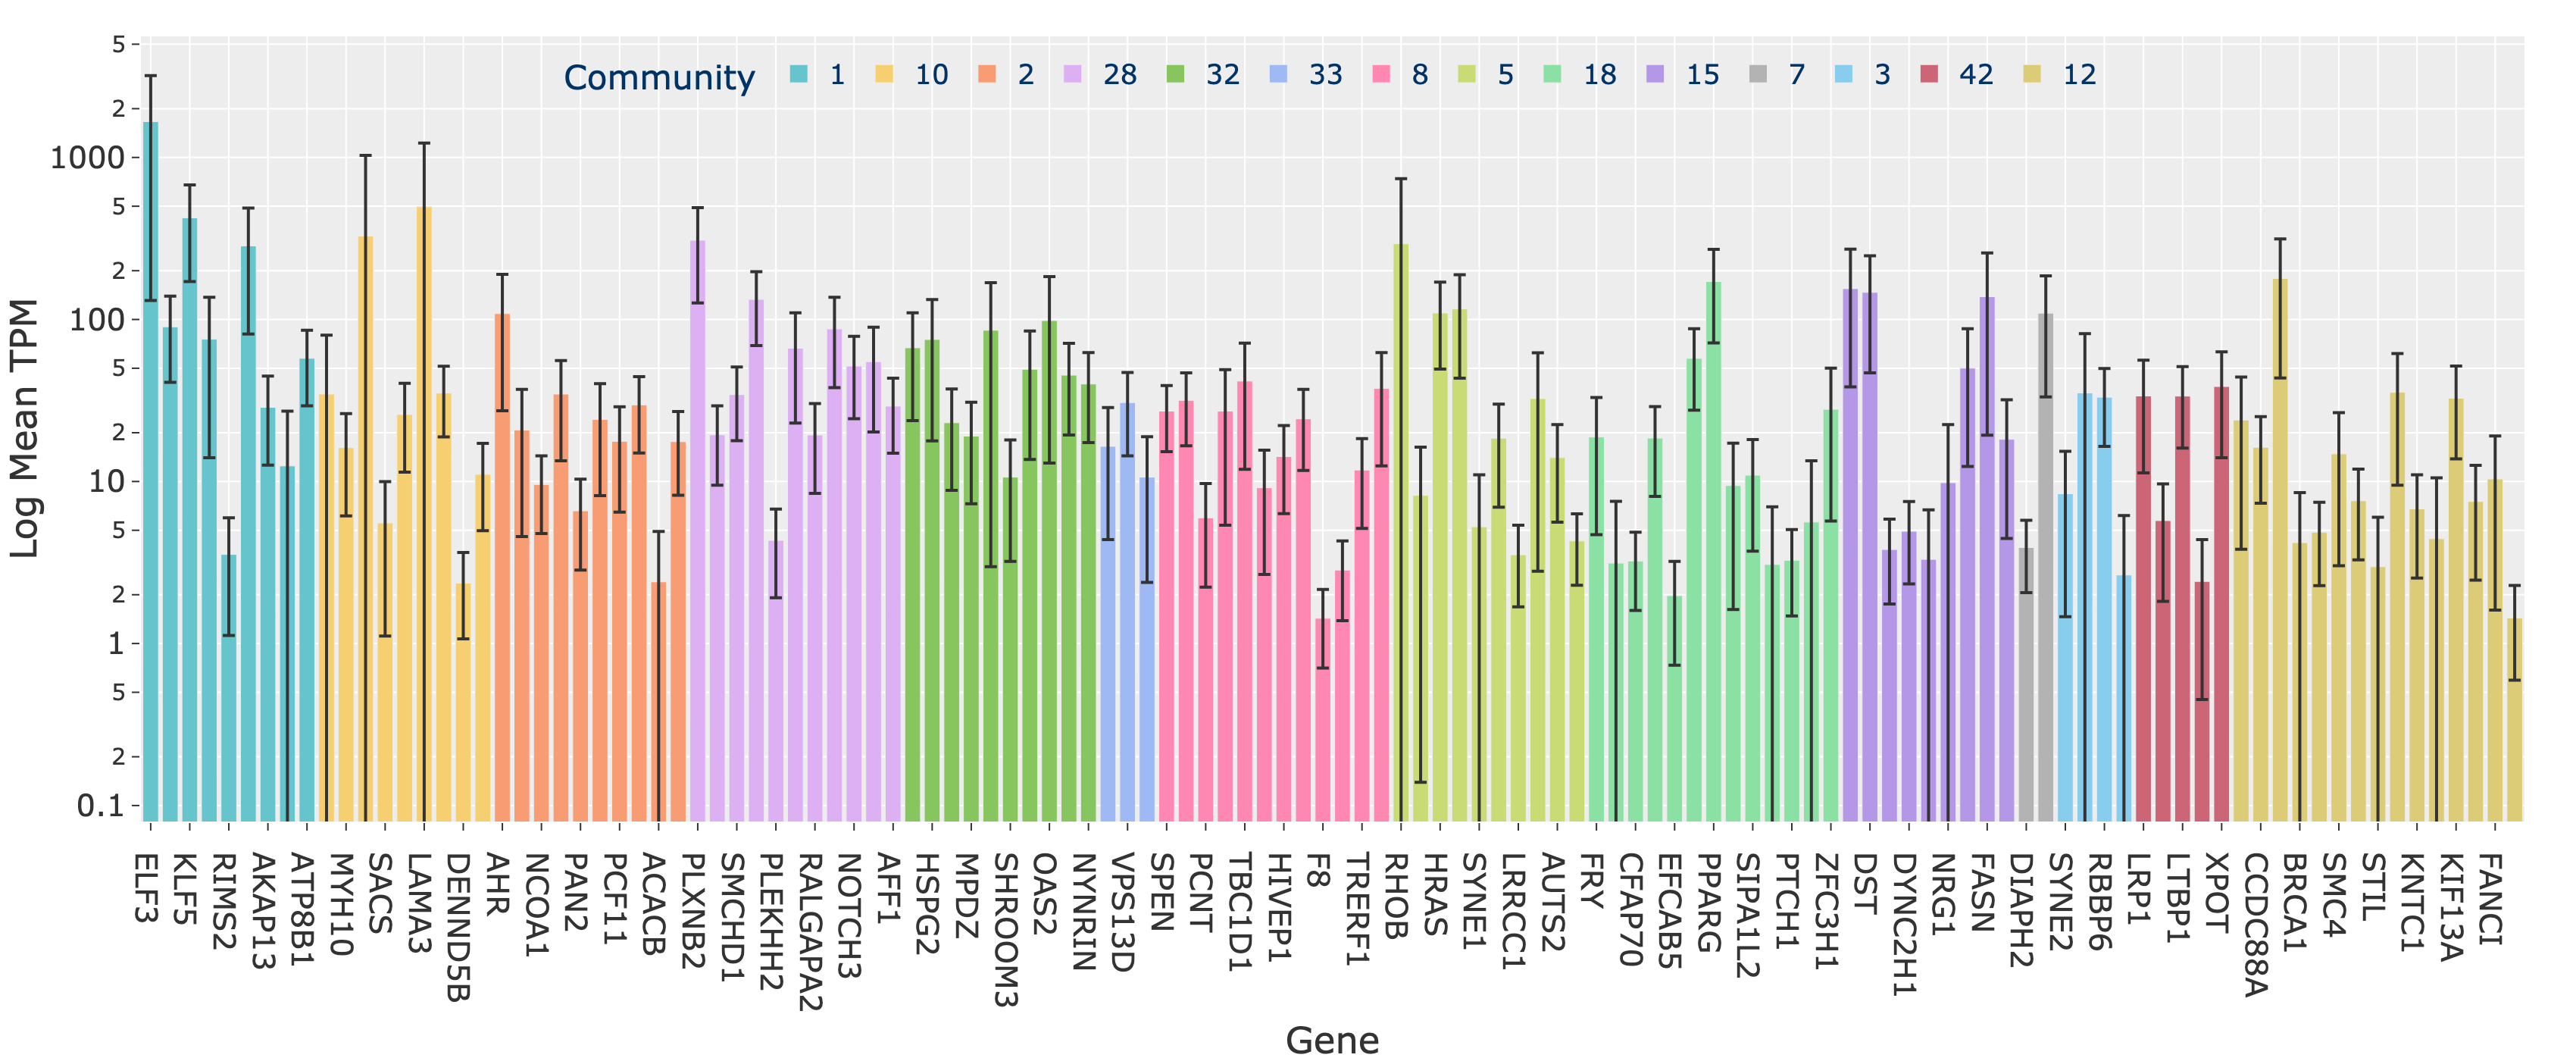 Community 1 10 2 28 32 33 8 5 18 15 7 3 42 12
5
2
1000
5
2
100
5
2
10
5
2
1
5
2
0.1
Log Mean TPM
ELF3
KLF5
RIMS2
AKAP13
ATP8B1
MYH10
SACS
LAMA3
DENND5B
AHR
NCOA1
PAN2
PCF11
ACACB
PLXNB2
SMCHD1
PLEKHH2
RALGAPA2
NOTCH3
AFF1
HSPG2
MPDZ
SHROOM3
OAS2
NYNRIN
VPS13D
SPEN
PCNT
TBC1D1
HIVEP1
F8
TRERF1
RHOB
HRAS
SYNE1
LRRCC1
AUTS2
FRY
CFAP70
EFCAB5
PPARG
SIPA1L2
PTCH1
ZFC3H1
DST
DYNC2H1
NRG1
FASN
DIAPH2
SYNE2
RBBP6
LRP1
LTBP1
XPOT
CCDC88A
BRCA1
SMC4
STIL
KNTC1
KIF13A
FANCI
Gene